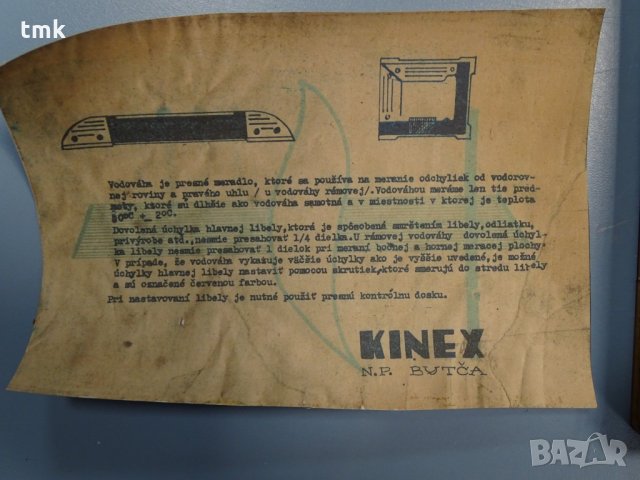 tmk
Vodováha je presné meradlo, ktoré sa používa na meranie odchyliek od vodorov-
nej roviny a pravého uhlu / u vodováhy rámovej/. Vodováhou meráme len tie pred-
mety, ktoré sú dlhšie ako vodováha samotná a v miestnosti v ktorej je teplota
20°C ± 2°C.
Dovolená úchylka hlavnej libely, ktorá je spôsobená smrštením libely, odliatku,
privýrobe atď., nesmie presahovať 1/4 dielka. U rámovej vodováhy dovolená úchyl-
ka libely nesmie presahovať 1 dielok pri meraní bočnej a hornej meracej plochy.
V prípade, že vodováha vykazuje väčšie úchylky ako je vyššie uvedené, je možné
úchylky hlavnej libely nastaviť pomocou skrutiek, ktoré smerujú do stredu libely
a sú označené červenou farbou.
Pri nastavovaní libely je nutné použiť presnú kontrólnu dosku.
KINEX
N.P. BYTČA
BAZAR